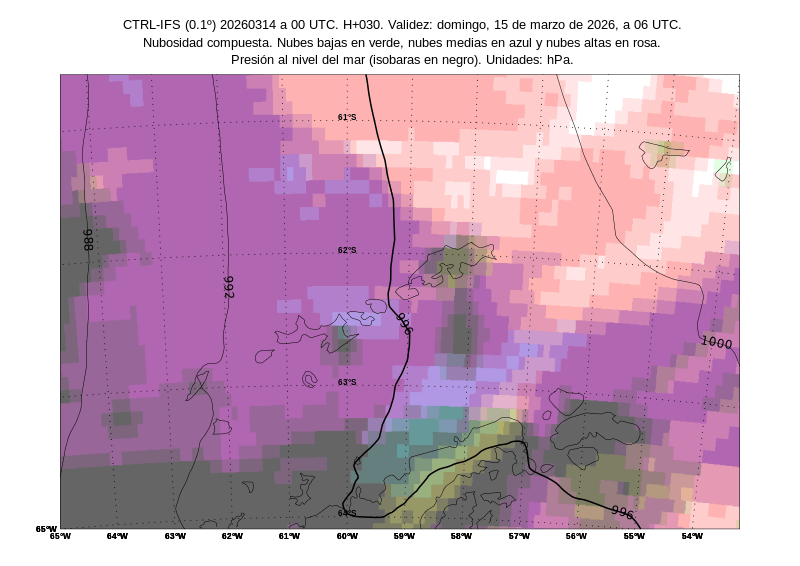 CTRL-IFS (0.1º) 20260314 a 00 UTC. H+030. Validez: domingo, 15 de marzo de 2026, a 06 UTC.
Nubosidad compuesta. Nubes bajas en verde, nubes medias en azul y nubes altas en rosa.
Presión al nivel del mar (isobaras en negro). Unidades: hPa.
61°S
988
62°S
992
996
1000
63°S
64°S
996
65°W
65°W 64°W 63°W 62°W 61°W 60°W 59°W 58°W 57°W 56°W 55°W 54°W